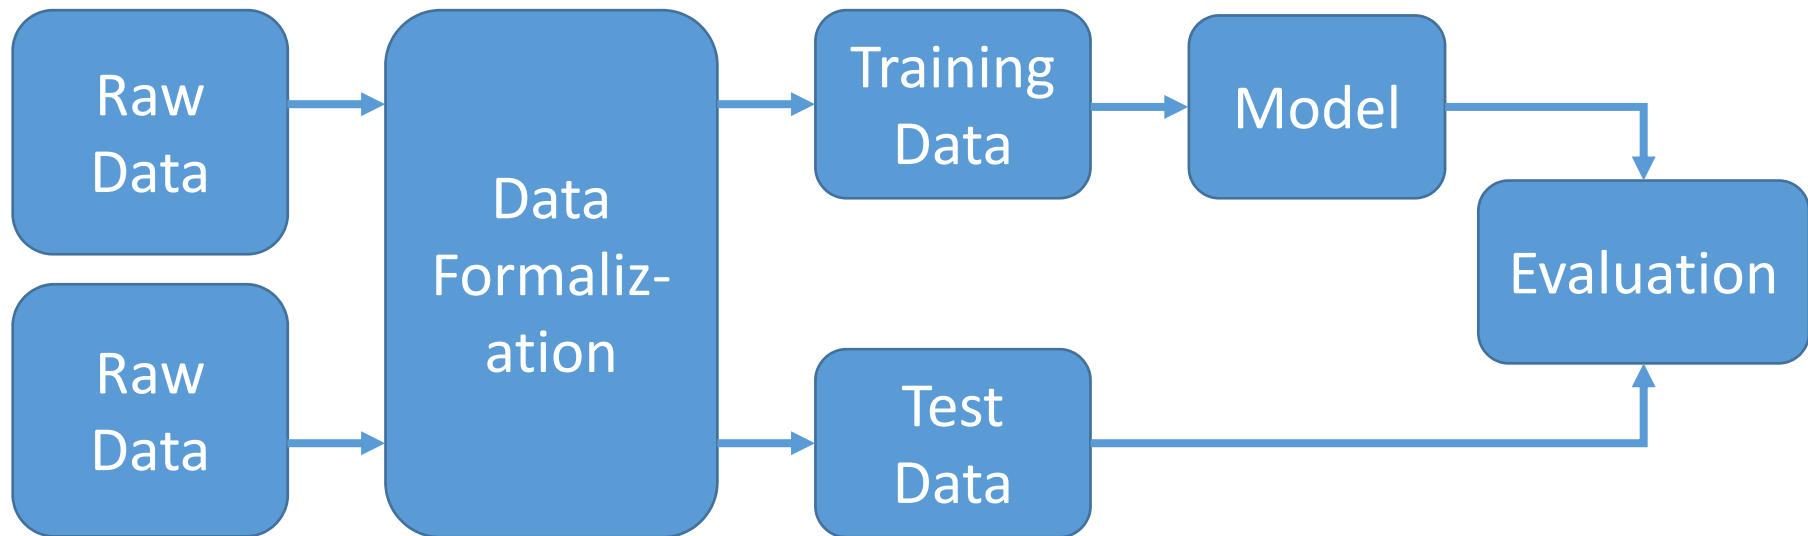 Raw
Data
Raw
Data
Data
Formaliz-
ation
Training
Data
Test
Data
Model
Evaluation